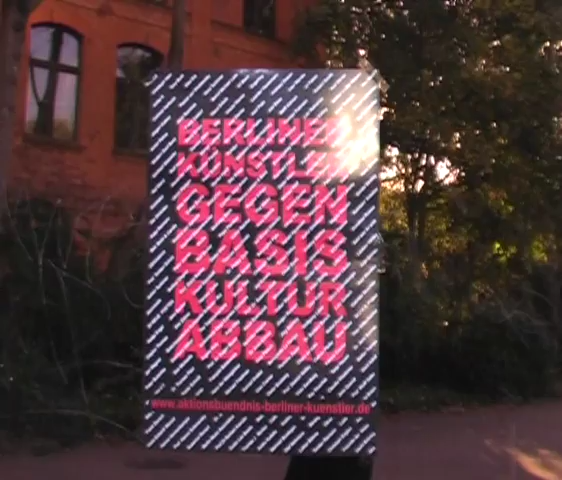 BERLINER
KÜNSTLER
GEGEN
BASIS
KULTUR
ABBAU
www.aktionsbuendnis-berliner-kuenstler.de